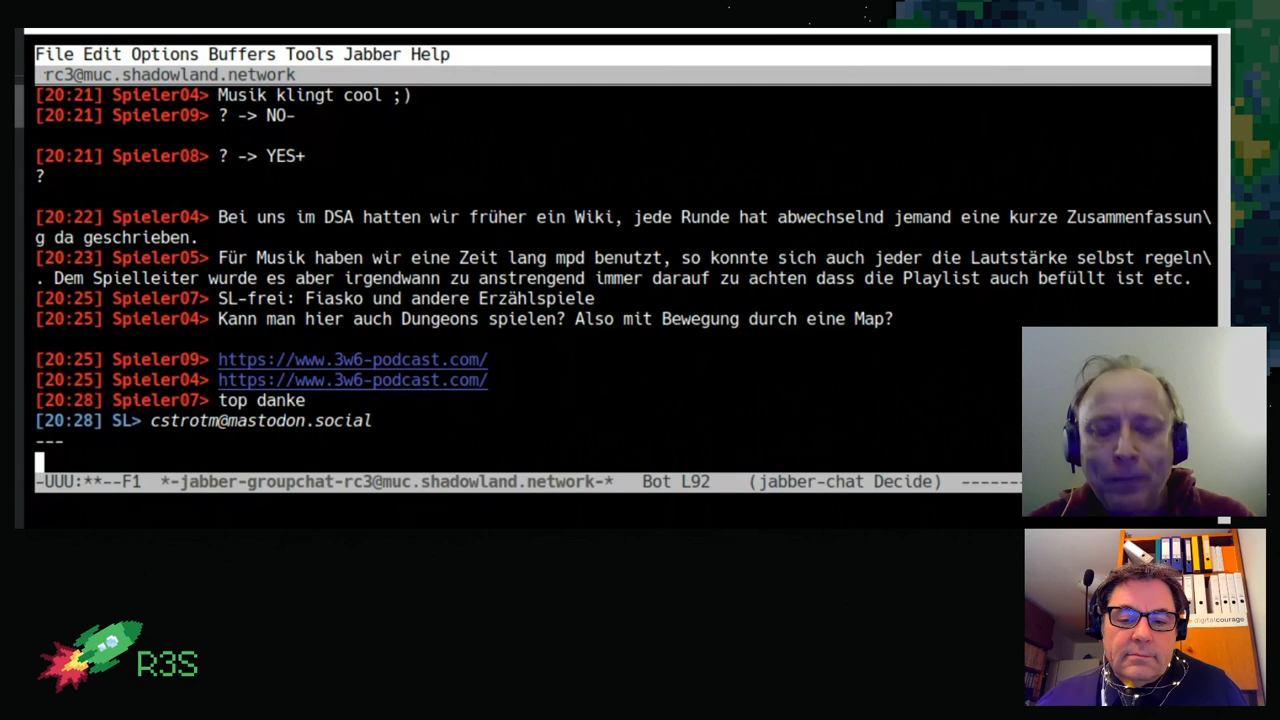 File Edit Options Buffers Tools Jabber Help
rc3@muc.shadowland.network
[20:21] Spieler04> Musik klingt cool ;)
[20:21] Spieler09> ? -> NO-
[20:21] Spieler08> ? -> YES+
?
[20:22] Spieler04> Bei uns im DSA hatten wir früher ein Wiki, jede Runde hat abwechselnd jemand eine kurze Zusammenfassun\
g da geschrieben.
[20:23] Spieler05> Für Musik haben wir eine Zeit lang mpd benutzt, so konnte sich auch jeder die Lautstärke selbst regeln\
. Dem Spielleiter wurde es aber irgendwann zu anstrengend immer darauf zu achten dass die Playlist auch befüllt ist etc.
[20:25] Spieler07> SL-frei: Fiasko und andere Erzählspiele
[20:25] Spieler04> Kann man hier auch Dungeons spielen? Also mit Bewegung durch eine Map?
[20:25] Spieler09> https://www.3w6-podcast.com/
[20:25] Spieler04> https://www.3w6-podcast.com/
[20:28] Spieler07> top danke
[20:28] SL> cstrotm@mastodon.social
---
-UUU:**--F1 *-jabber-groupchat-rc3@muc.shadowland.network-* Bot L92 (jabber-chat Decide) ------
digitalcourage
R3S